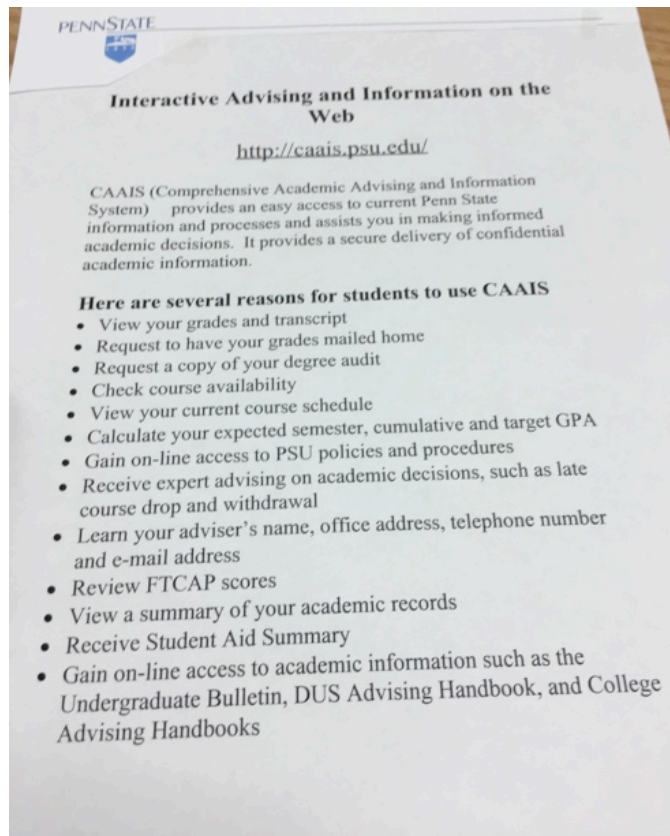 PENNSTATE
Interactive Advising and Information on the
Web
http://caais.psu.edu/
CAAIS (Comprehensive Academic Advising and Information
System) provides an easy access to current Penn State
information and processes and assists you in making informed
academic decisions. It provides a secure delivery of confidential
academic information.
Here are several reasons for students to use CAAIS
• View your grades and transcript
• Request to have your grades mailed home
• Request a copy of your degree audit
• Check course availability
• View your current course schedule
• Calculate your expected semester, cumulative and target GPA
• Gain on-line access to PSU policies and procedures
• Receive expert advising on academic decisions, such as late
course drop and withdrawal
• Learn your adviser's name, office address, telephone number
and e-mail address
• Review FTCAP scores
• View a summary of your academic records
• Receive Student Aid Summary
• Gain on-line access to academic information such as the
Undergraduate Bulletin, DUS Advising Handbook, and College
Advising Handbooks